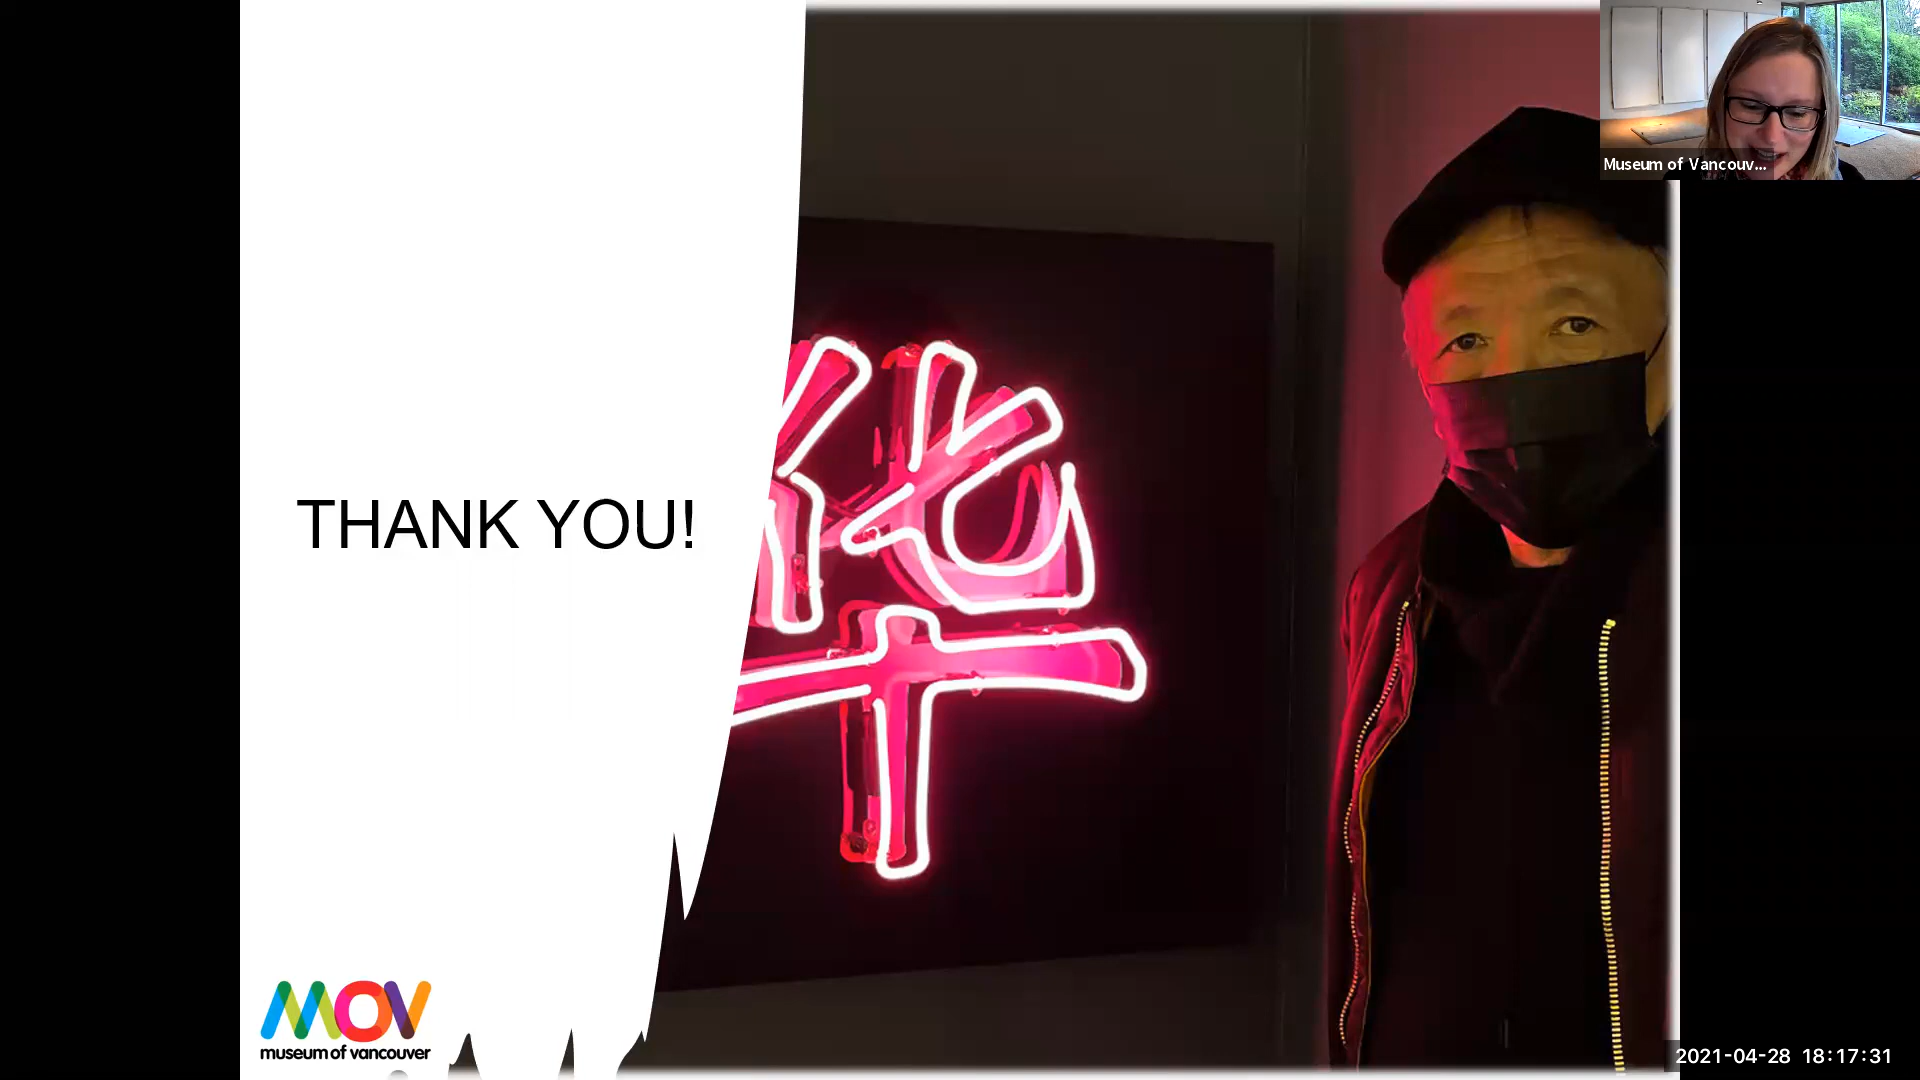 THANK YOU!
华
MOV
museum of vancouver
Museum of Vancouv...
2021-04-28 18:17:31